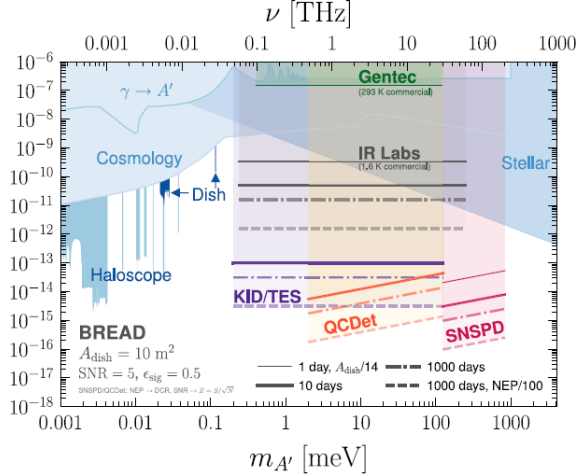 ν [THz]
0.001 0.01 0.1 1 10 100 4000
10⁻⁶
10⁻⁷
10⁻⁸
10⁻⁹
10⁻¹⁰
10⁻¹¹
10⁻¹²
10⁻¹³
10⁻¹⁴
10⁻¹⁵
10⁻¹⁶
10⁻¹⁷
10⁻¹⁸
γ → A′
Gentec
(293 K commercial)
Cosmology
IR Labs
(1.6 K commercial)
Stellar
Dish
Haloscope
KID/TES
QCDet
SNSPD
BREAD
A_dish = 10 m²
SNR = 5, ϵ_sig = 0.5
SNSPD/QCDet: NEP → DCR, SNR → Z = S/√N
1 day, A_dish/14
10 days
1000 days
1000 days, NEP/100
0.001 0.01 0.1 1 10 100 4000
m_A′ [meV]